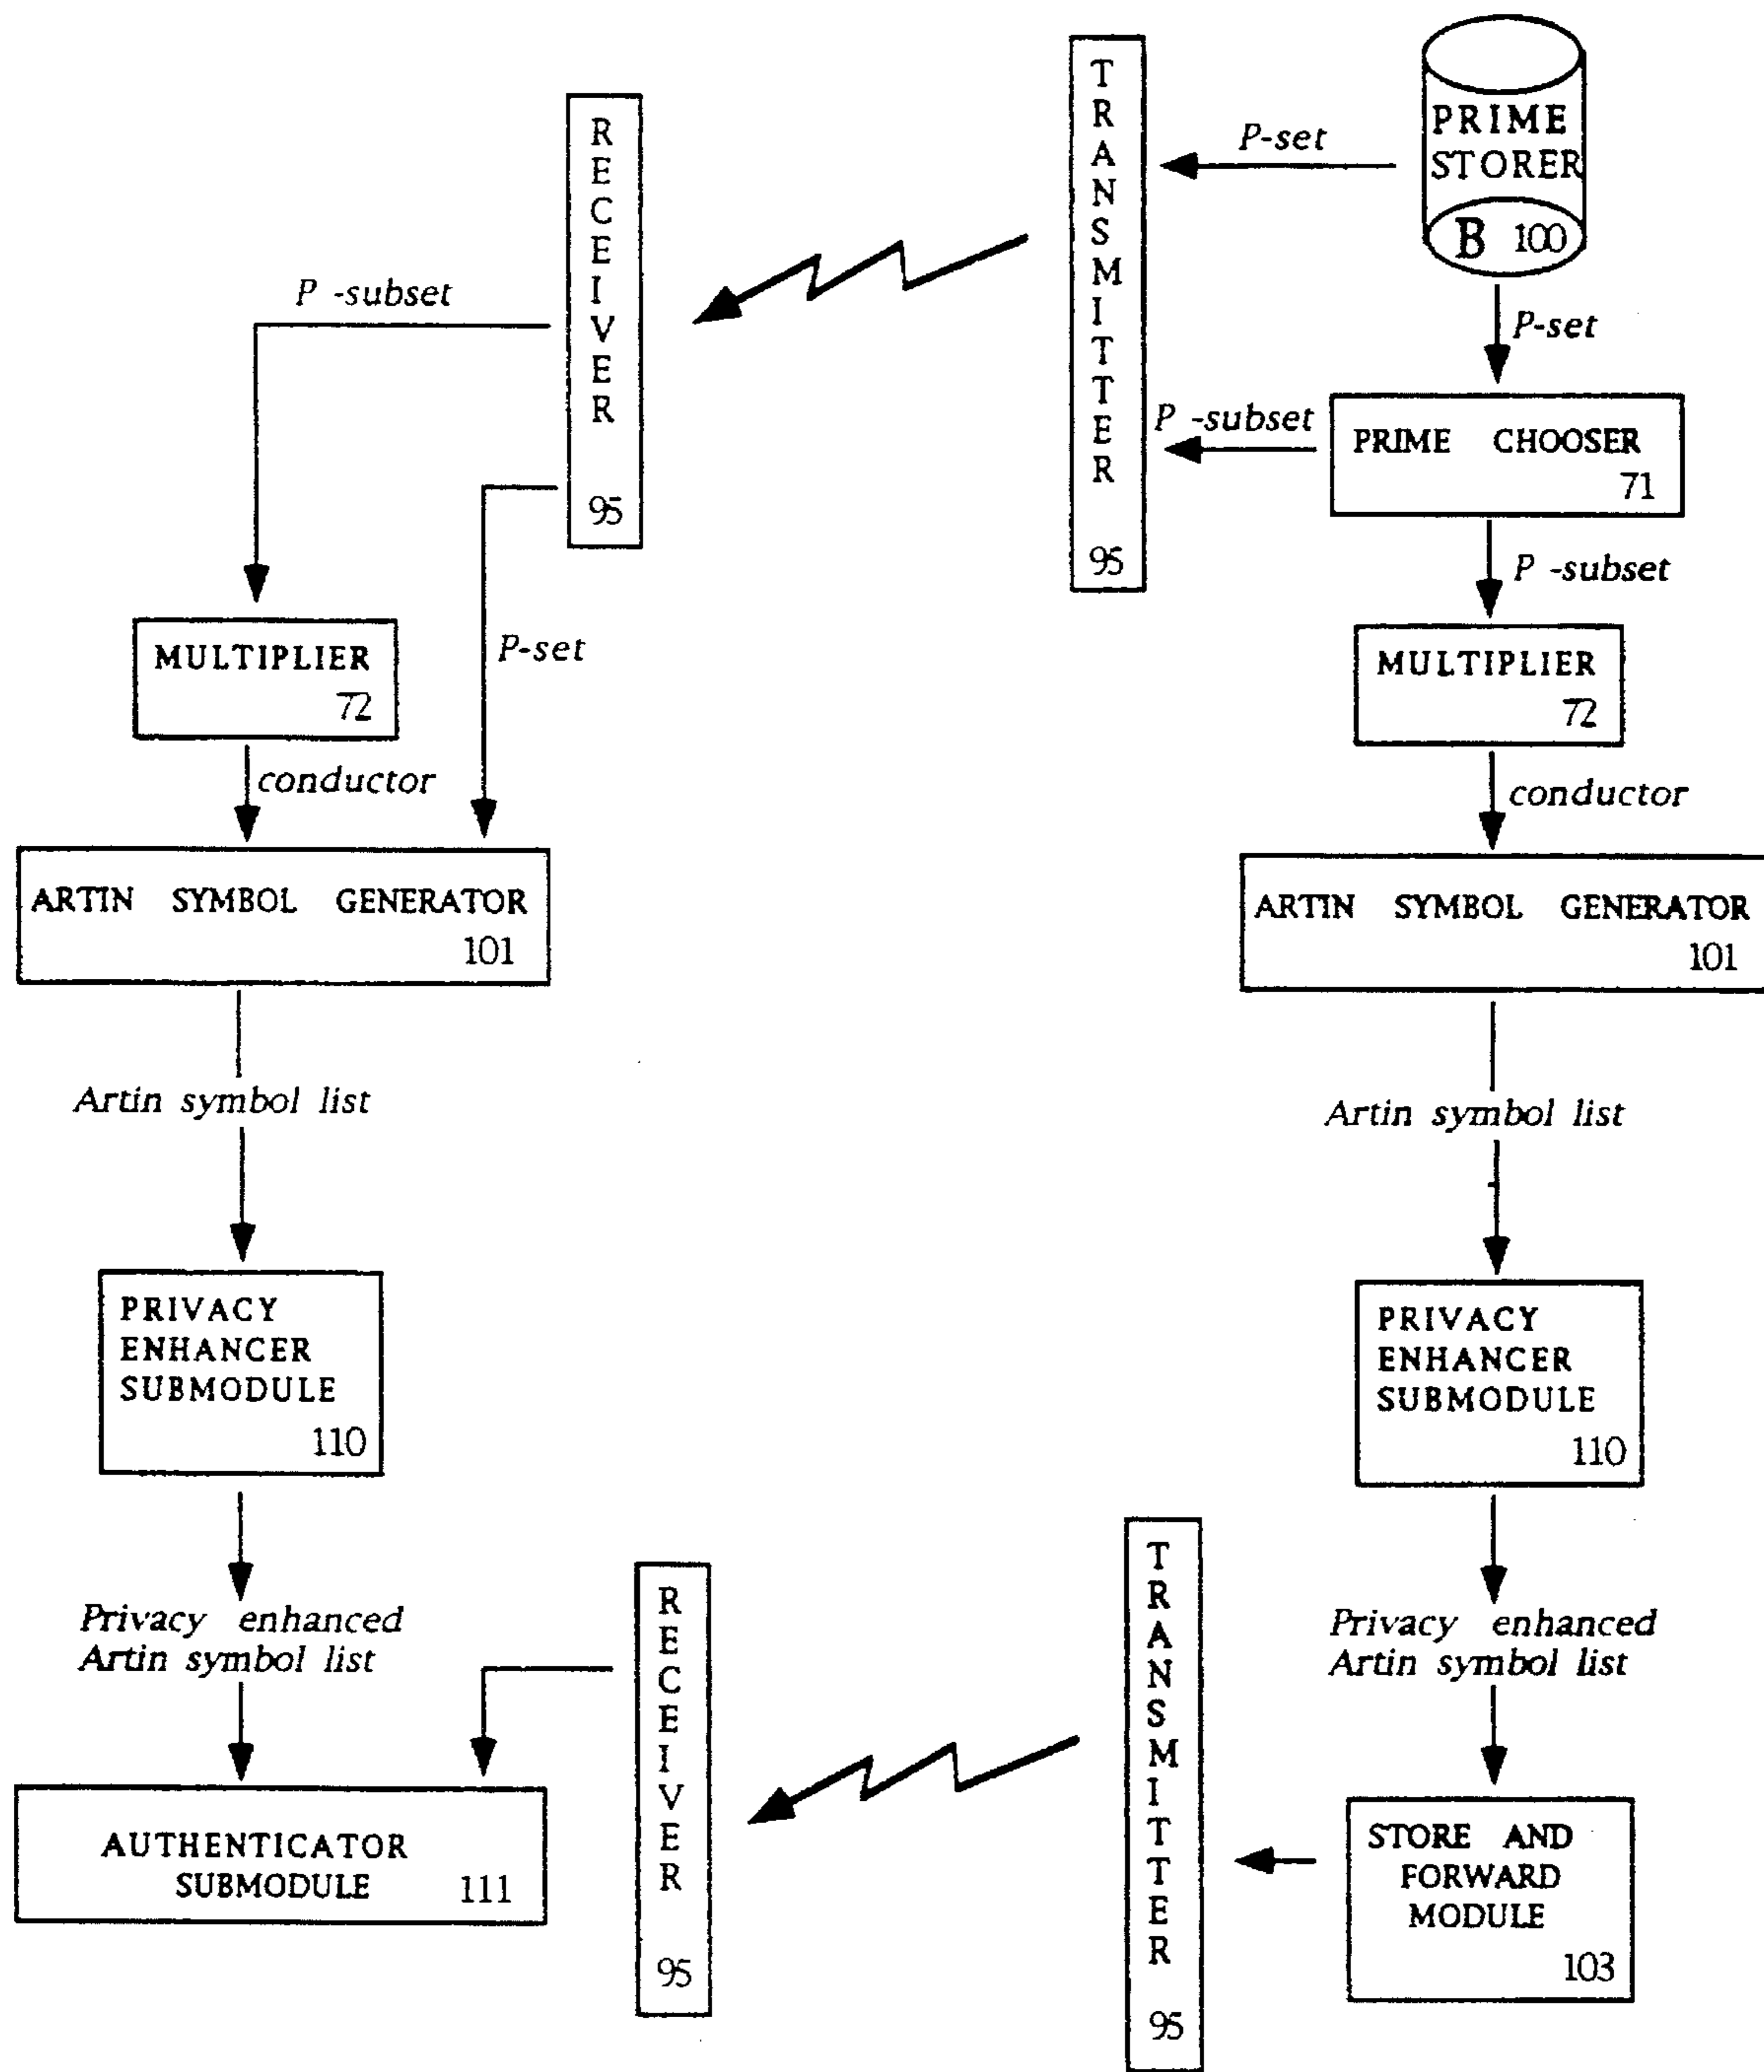 PRIME
STORER
B 100
TRANSMITTER
95
RECEIVER
95
P-set
P -subset
P-set
PRIME CHOOSER
71
P -subset
P -subset
MULTIPLIER
72
P-set
MULTIPLIER
72
conductor
conductor
ARTIN SYMBOL GENERATOR
101
ARTIN SYMBOL GENERATOR
101
Artin symbol list
Artin symbol list
PRIVACY
ENHANCER
SUBMODULE
110
PRIVACY
ENHANCER
SUBMODULE
110
Privacy enhanced
Artin symbol list
Privacy enhanced
Artin symbol list
RECEIVER
95
TRANSMITTER
95
AUTHENTICATOR
SUBMODULE 111
STORE AND
FORWARD
MODULE
103